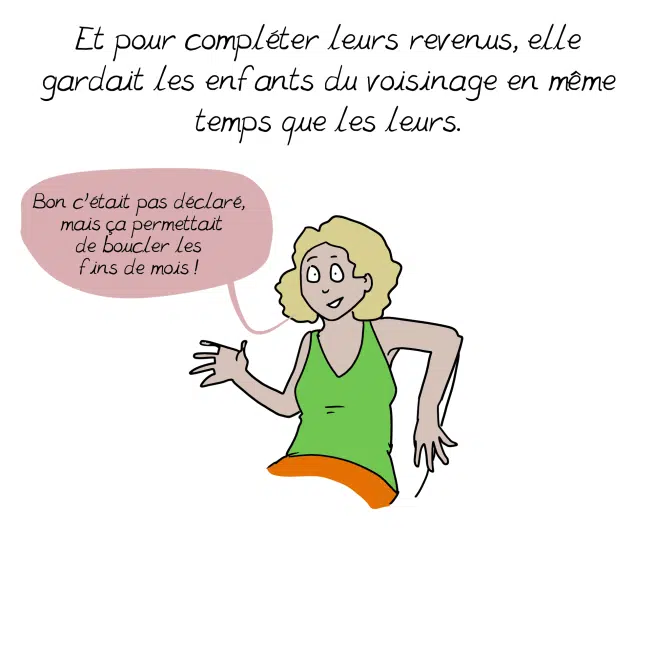 Et pour compléter leurs revenus, elle
gardait les enfants du voisinage en même
temps que les leurs.
Bon c'était pas déclaré,
mais ça permettait
de boucler les
fins de mois !